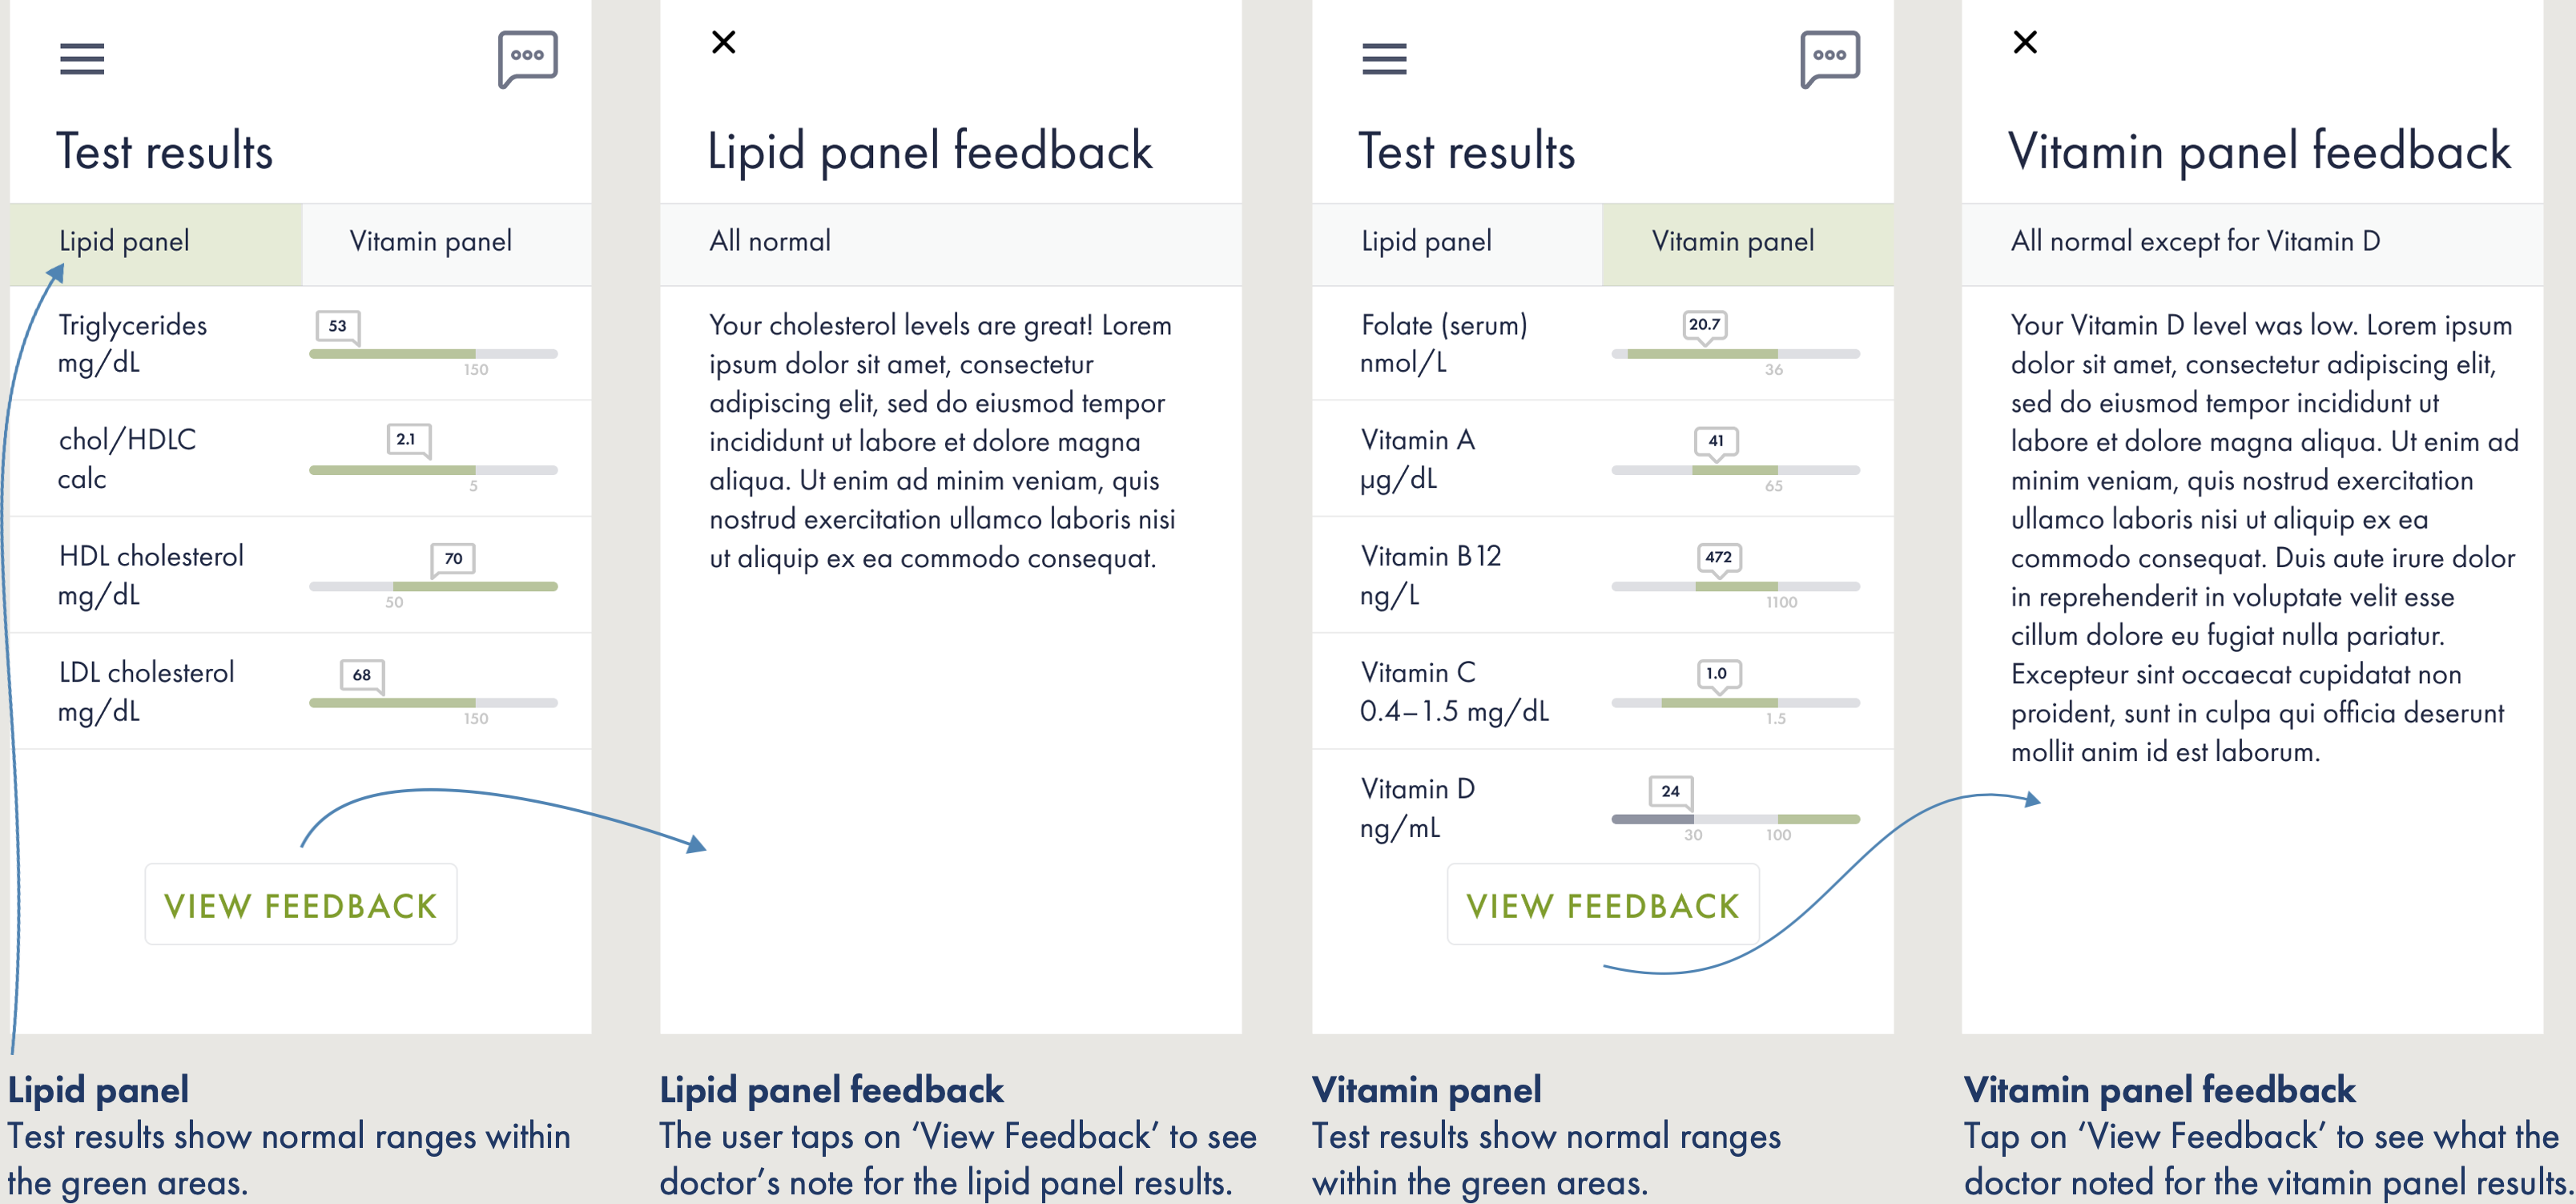 Test results
Lipid panel
Vitamin panel
Triglycerides
mg/dL
53
150
chol/HDLC
calc
2.1
5
HDL cholesterol
mg/dL
70
50
LDL cholesterol
mg/dL
68
150
VIEW FEEDBACK
Lipid panel
Test results show normal ranges within
the green areas.
Lipid panel feedback
All normal
Your cholesterol levels are great! Lorem
ipsum dolor sit amet, consectetur
adipiscing elit, sed do eiusmod tempor
incididunt ut labore et dolore magna
aliqua. Ut enim ad minim veniam, quis
nostrud exercitation ullamco laboris nisi
ut aliquip ex ea commodo consequat.
Lipid panel feedback
The user taps on ‘View Feedback’ to see
doctor’s note for the lipid panel results.
Test results
Lipid panel
Vitamin panel
Folate (serum)
nmol/L
20.7
36
Vitamin A
µg/dL
41
65
Vitamin B12
ng/L
472
1100
Vitamin C
0.4–1.5 mg/dL
1.0
1.5
Vitamin D
ng/mL
24
30
100
VIEW FEEDBACK
Vitamin panel
Test results show normal ranges
within the green areas.
Vitamin panel feedback
All normal except for Vitamin D
Your Vitamin D level was low. Lorem ipsum
dolor sit amet, consectetur adipiscing elit,
sed do eiusmod tempor incididunt ut
labore et dolore magna aliqua. Ut enim ad
minim veniam, quis nostrud exercitation
ullamco laboris nisi ut aliquip ex ea
commodo consequat. Duis aute irure dolor
in reprehenderit in voluptate velit esse
cillum dolore eu fugiat nulla pariatur.
Excepteur sint occaecat cupidatat non
proident, sunt in culpa qui officia deserunt
mollit anim id est laborum.
Vitamin panel feedback
Tap on ‘View Feedback’ to see what the
doctor noted for the vitamin panel results.